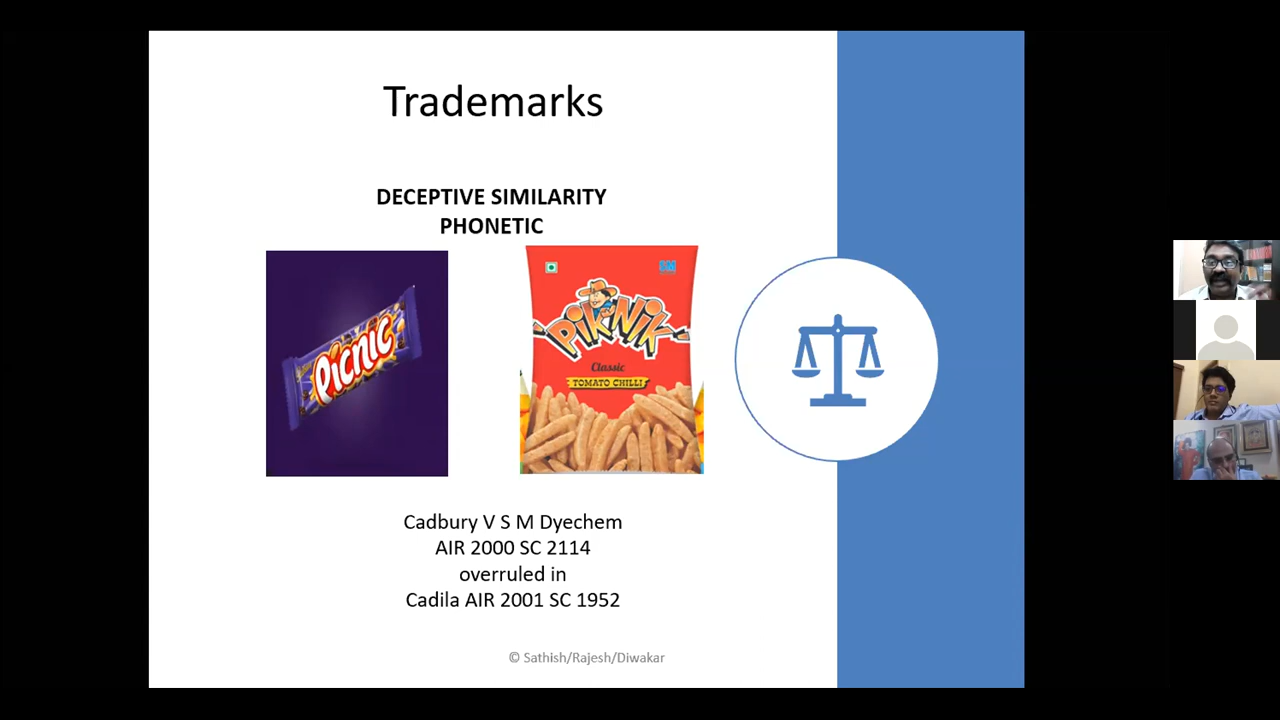 Trademarks
DECEPTIVE SIMILARITY
PHONETIC
Picnic
PikNik
Classic
TOMATO CHILLI
Cadbury V S M Dyechem
AIR 2000 SC 2114
overruled in
Cadila AIR 2001 SC 1952
© Sathish/Rajesh/Diwakar